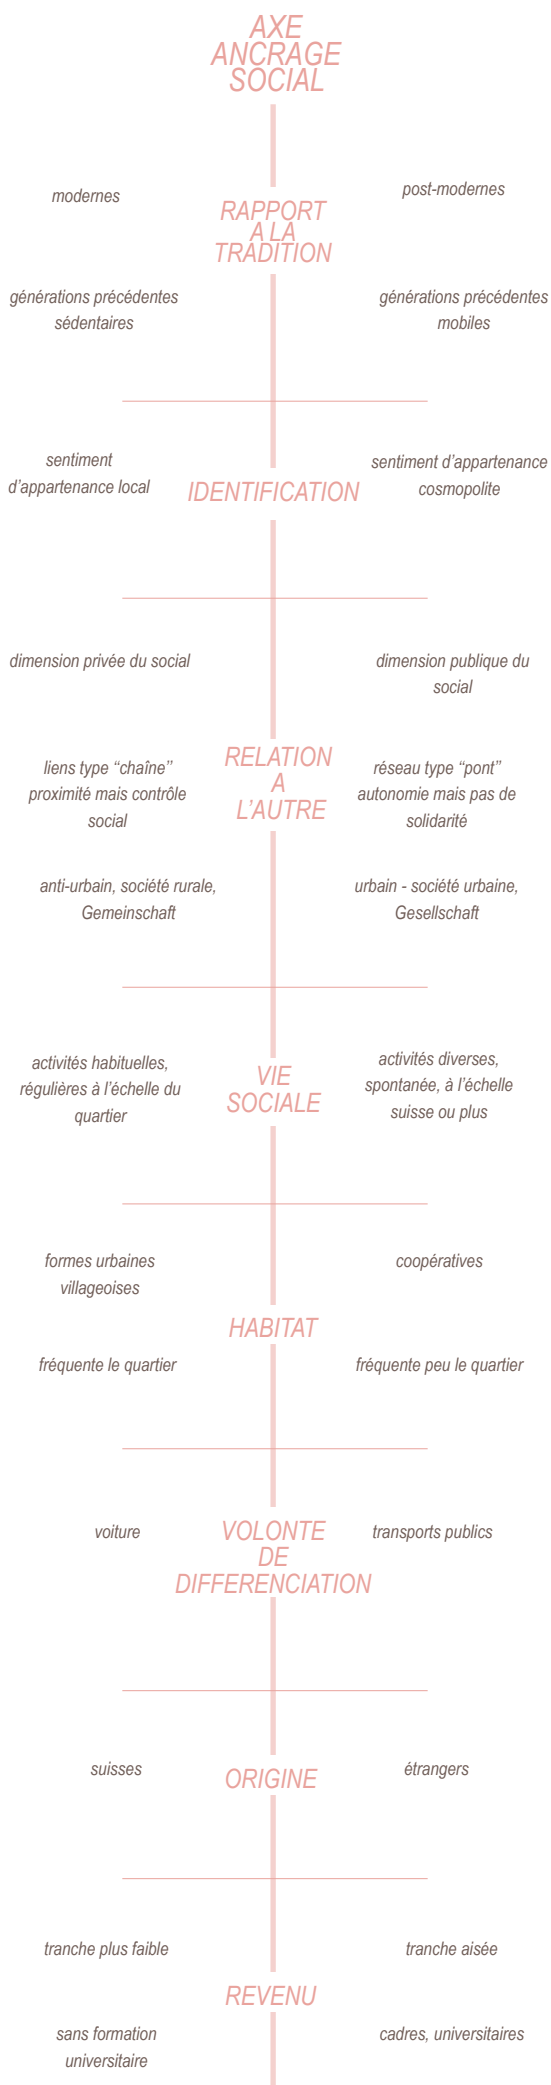 AXE
ANCRAGE
SOCIAL
modernes
post-modernes
RAPPORT
A LA
TRADITION
générations précédentes
sédentaires
générations précédentes
mobiles
sentiment
d'appartenance local
IDENTIFICATION
sentiment d'appartenance
cosmopolite
dimension privée du social
dimension publique du
social
liens type “chaîne’’
proximité mais contrôle
social
RELATION
A
L'AUTRE
réseau type “pont’’
autonomie mais pas de
solidarité
anti-urbain, société rurale,
Gemeinschaft
urbain - société urbaine,
Gesellschaft
activités habituelles,
régulières à l'échelle du
quartier
VIE
SOCIALE
activités diverses,
spontanée, à l'échelle
suisse ou plus
formes urbaines
villageoises
coopératives
HABITAT
fréquente le quartier
fréquente peu le quartier
voiture
VOLONTE
DE
DIFFERENCIATION
transports publics
suisses
ORIGINE
étrangers
tranche plus faible
tranche aisée
REVENU
sans formation
universitaire
cadres, universitaires